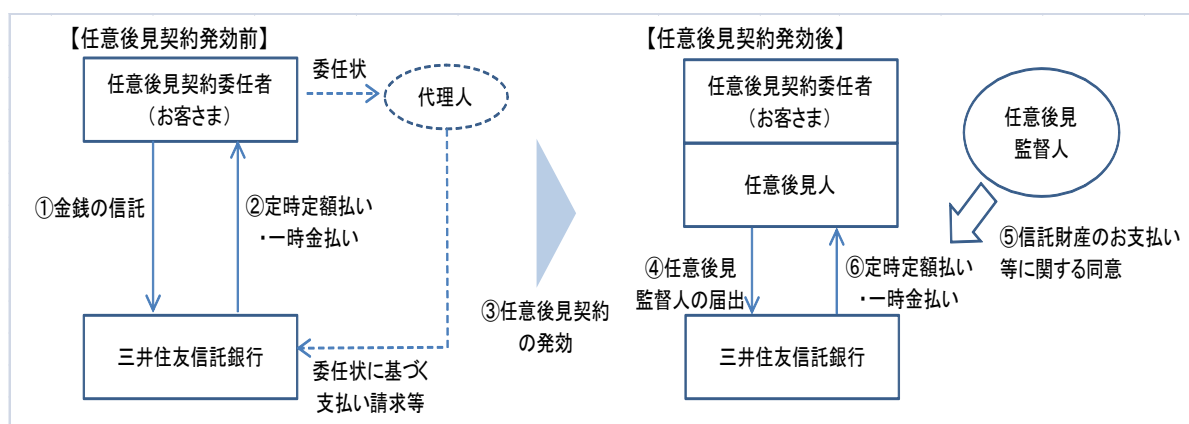 【任意後見契約発効前】
任意後見契約委任者
（お客さま）
委任状
代理人
①金銭の信託
②定時定額払い
・一時金払い
三井住友信託銀行
委任状に基づく
支払い請求等
③任意後見契約
の発効
【任意後見契約発効後】
任意後見契約委任者
（お客さま）
任意後見人
任意後見
監督人
④任意後見
監督人の届出
⑥定時定額払い
・一時金払い
⑤信託財産のお支払い
等に関する同意
三井住友信託銀行